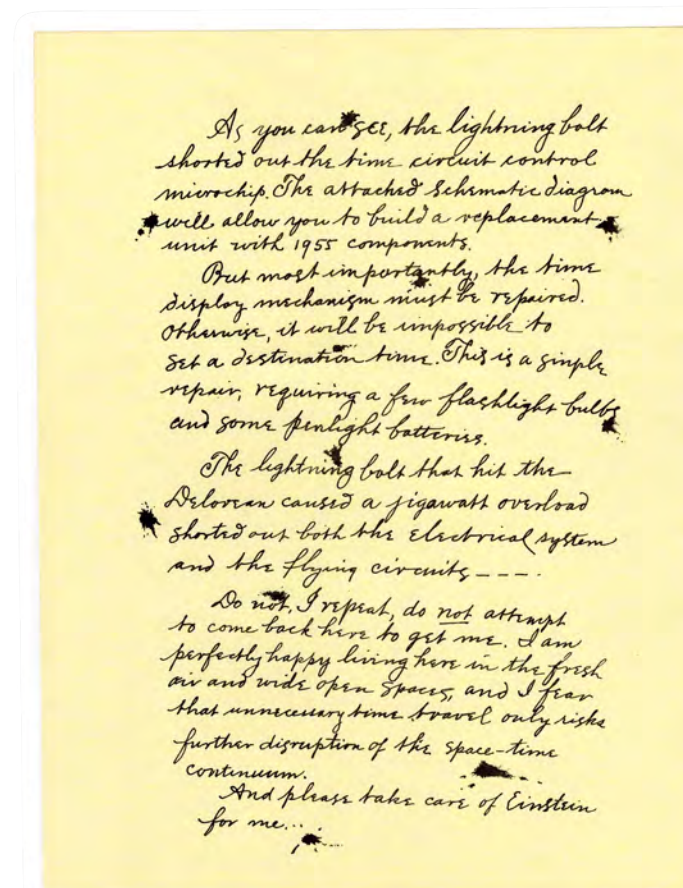 As you can see, the lightning bolt
shorted out the time circuit control
microchip. The attached schematic diagram
will allow you to build a replacement
unit with 1955 components.
But most importantly, the time
display mechanism must be repaired.
Otherwise, it will be impossible to
set a destination time. This is a simple
repair, requiring a few flashlight bulbs
and some penlight batteries.
The lightning bolt that hit the
Delorean caused a jigawatt overload
shorted out both the electrical system
and the flying circuits ----.
Do not, I repeat, do not attempt
to come back here to get me. I am
perfectly happy living here in the fresh
air and wide open spaces, and I fear
that unnecessary time travel only risks
further disruption of the space-time
continuum.
And please take care of Einstein
for me...